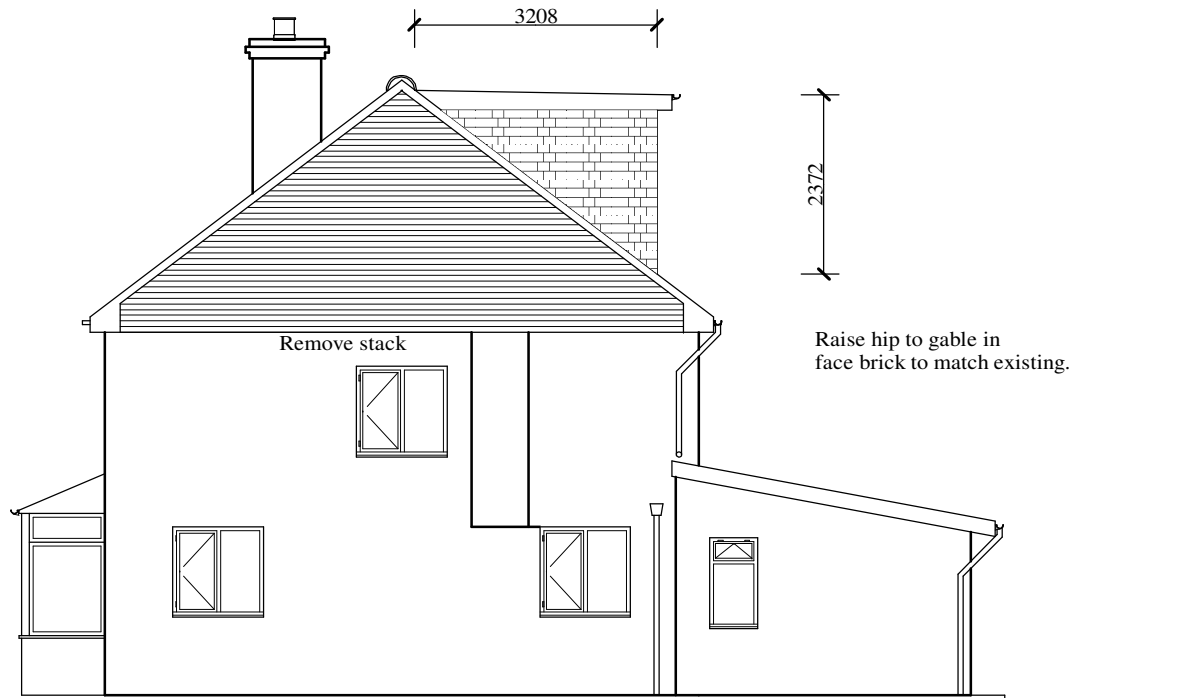 3208
2372
Remove stack
Raise hip to gable in
face brick to match existing.